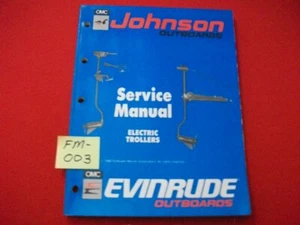 OMC
Johnson
OUTBOARDS
Service
Manual
ELECTRIC
TROLLERS
FM-
003
OMC
EVINRUDE
OUTBOARDS